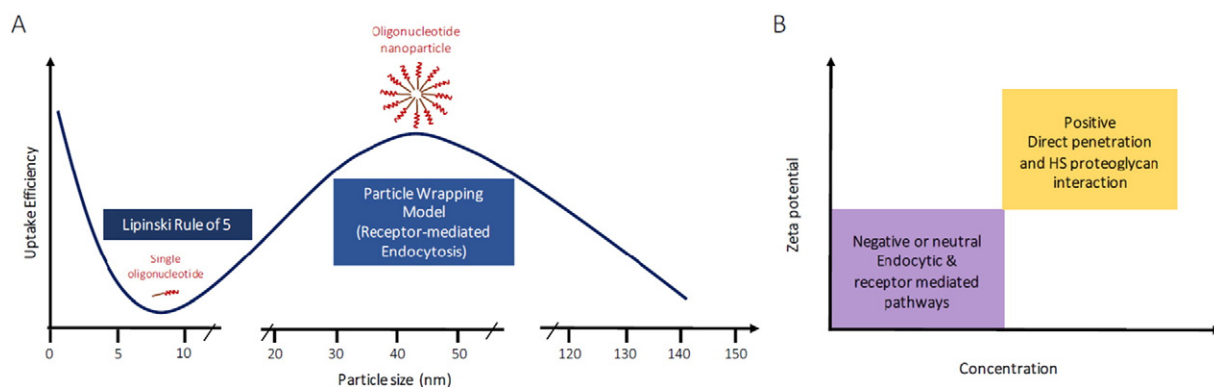 A
Oligonucleotide
nanoparticle
Uptake Efficiency
Lipinski Rule of 5
Single
oligonucleotide
Particle Wrapping
Model
(Receptor-mediated
Endocytosis)
0
5
10
20
30
40
50
120
130
140
150
Particle size (nm)
B
Zeta potential
Positive
Direct penetration
and HS proteoglycan
interaction
Negative or neutral
Endocytic &
receptor mediated
pathways
Concentration